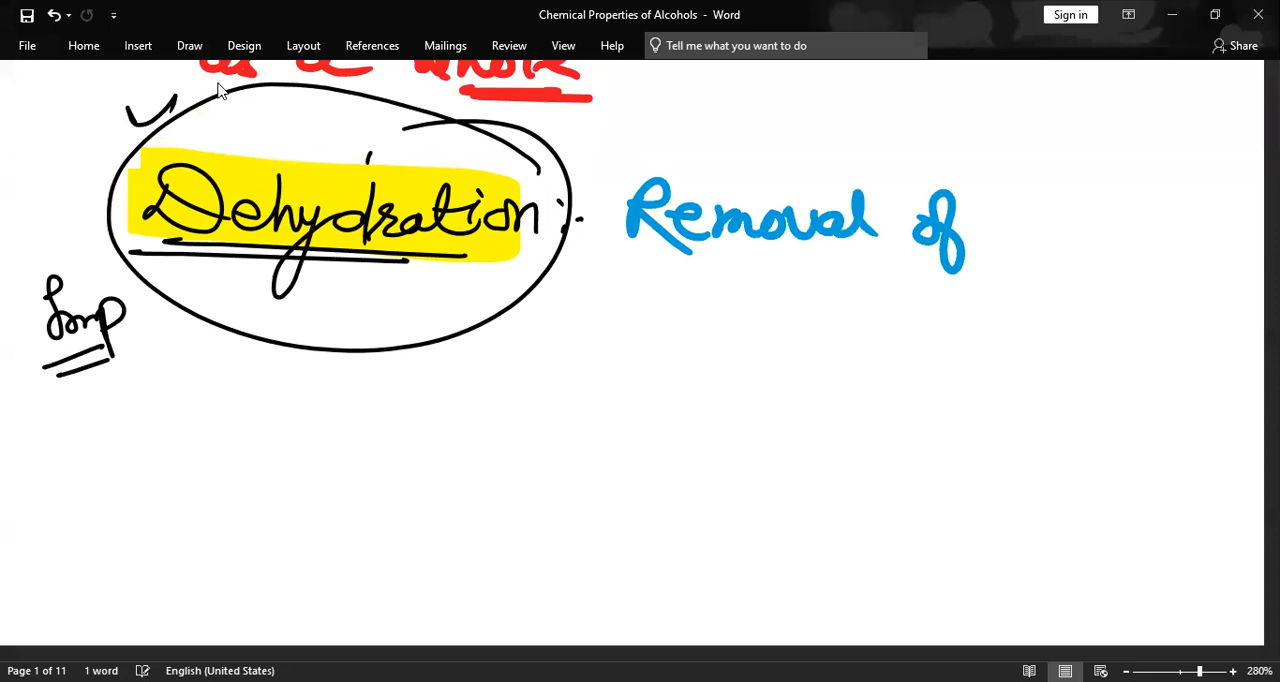 Chemical Properties of Alcohols - Word
Sign in
File Home Insert Draw Design Layout References Mailings Review View Help Tell me what you want to do Share
as a whole
Dehydration :- Removal of
Imp
Page 1 of 11 1 word English (United States) 280%